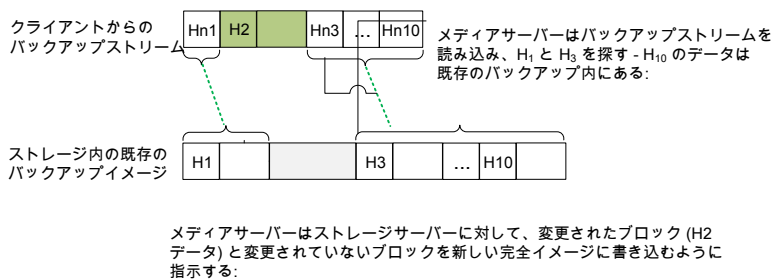 クライアントからの
バックアップストリーム
Hn1 H2 Hn3 ... Hn10
メディアサーバーはバックアップストリームを
読み込み、H1 と H3 を探す - H10 のデータは
既存のバックアップ内にある:
ストレージ内の既存の
バックアップイメージ
H1 H3 ... H10
メディアサーバーはストレージサーバーに対して、変更されたブロック (H2
データ) と変更されていないブロックを新しい完全イメージに書き込むように
指示する: